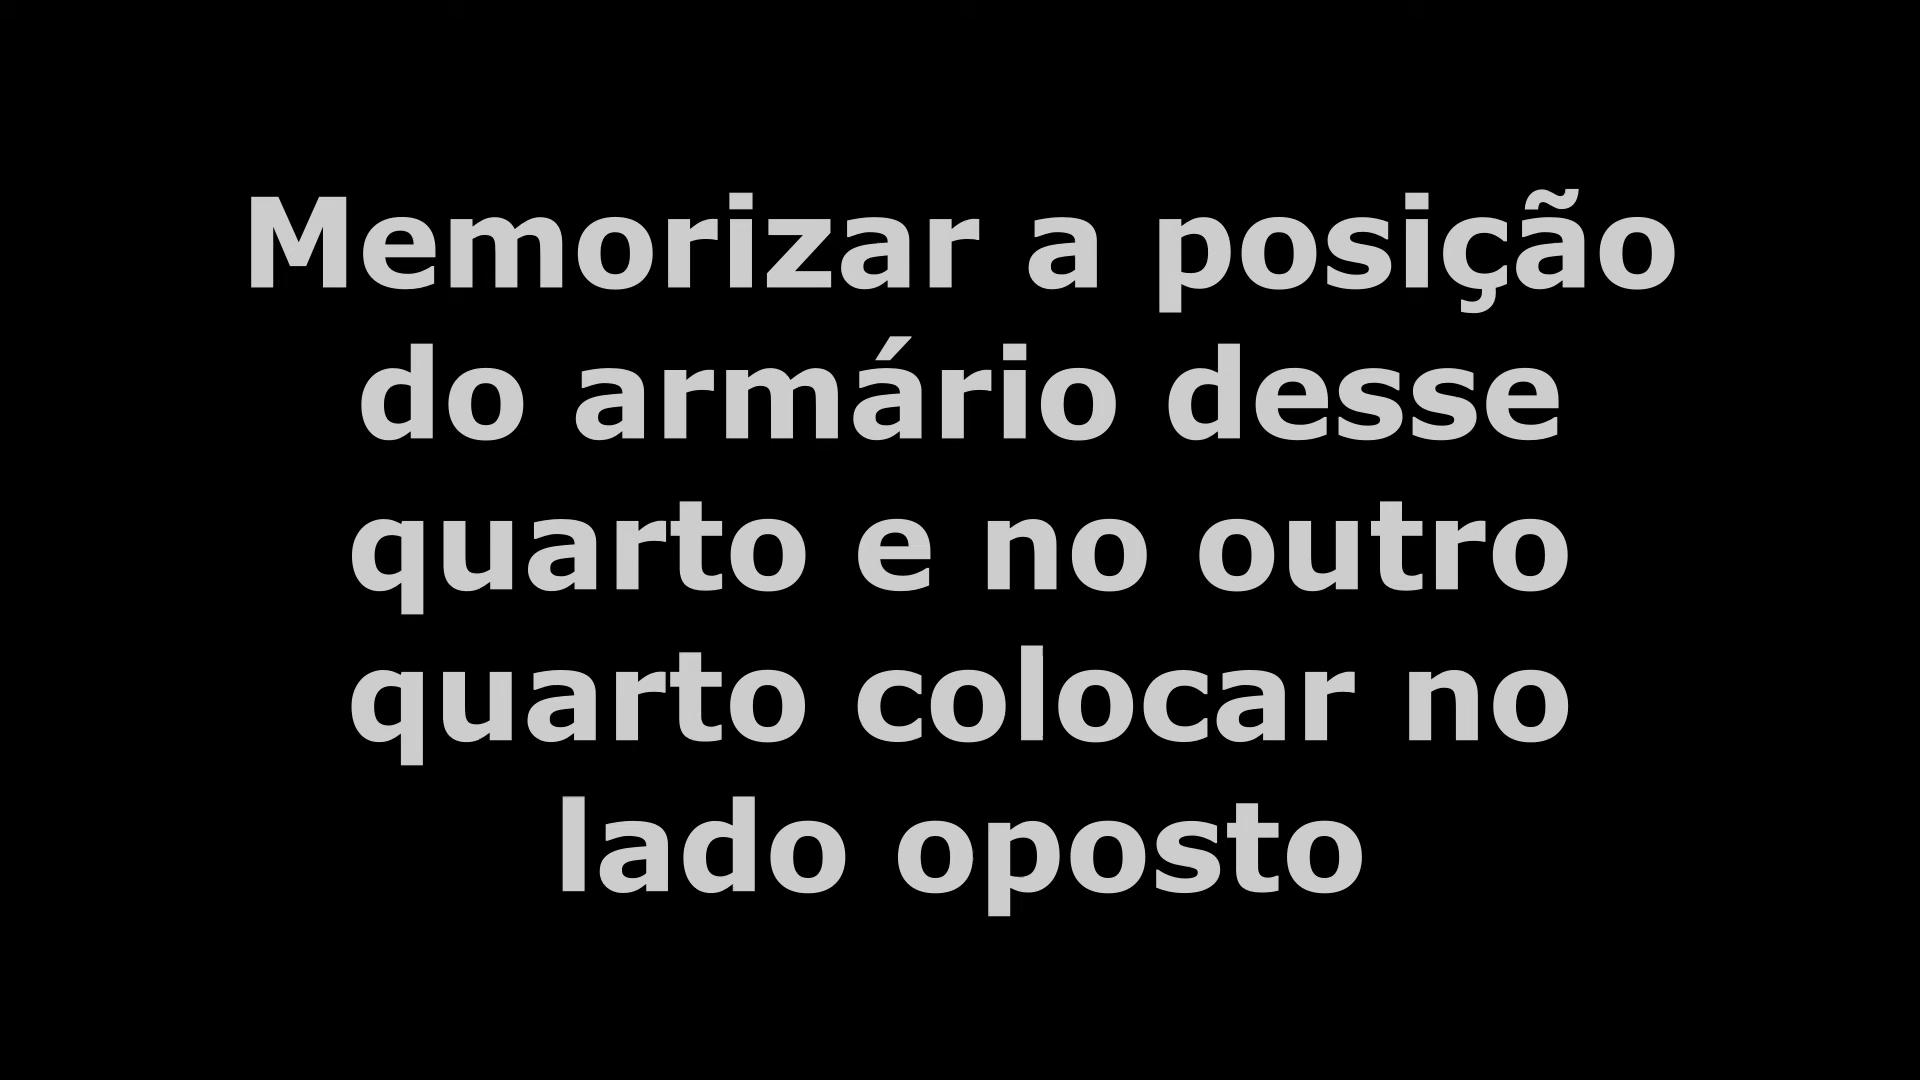 Memorizar a posição
do armário desse
quarto e no outro
quarto colocar no
lado oposto